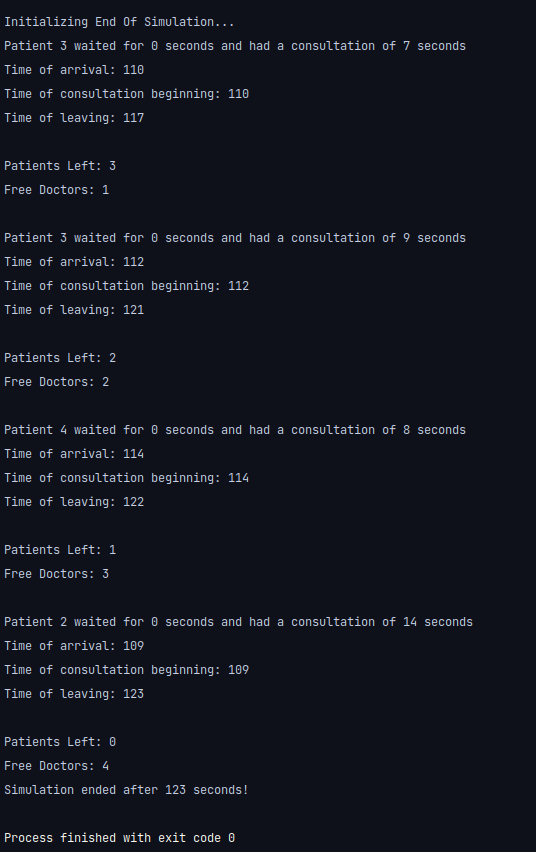 Initializing End Of Simulation...
Patient 3 waited for 0 seconds and had a consultation of 7 seconds
Time of arrival: 110
Time of consultation beginning: 110
Time of leaving: 117
Patients Left: 3
Free Doctors: 1
Patient 3 waited for 0 seconds and had a consultation of 9 seconds
Time of arrival: 112
Time of consultation beginning: 112
Time of leaving: 121
Patients Left: 2
Free Doctors: 2
Patient 4 waited for 0 seconds and had a consultation of 8 seconds
Time of arrival: 114
Time of consultation beginning: 114
Time of leaving: 122
Patients Left: 1
Free Doctors: 3
Patient 2 waited for 0 seconds and had a consultation of 14 seconds
Time of arrival: 109
Time of consultation beginning: 109
Time of leaving: 123
Patients Left: 0
Free Doctors: 4
Simulation ended after 123 seconds!
Process finished with exit code 0